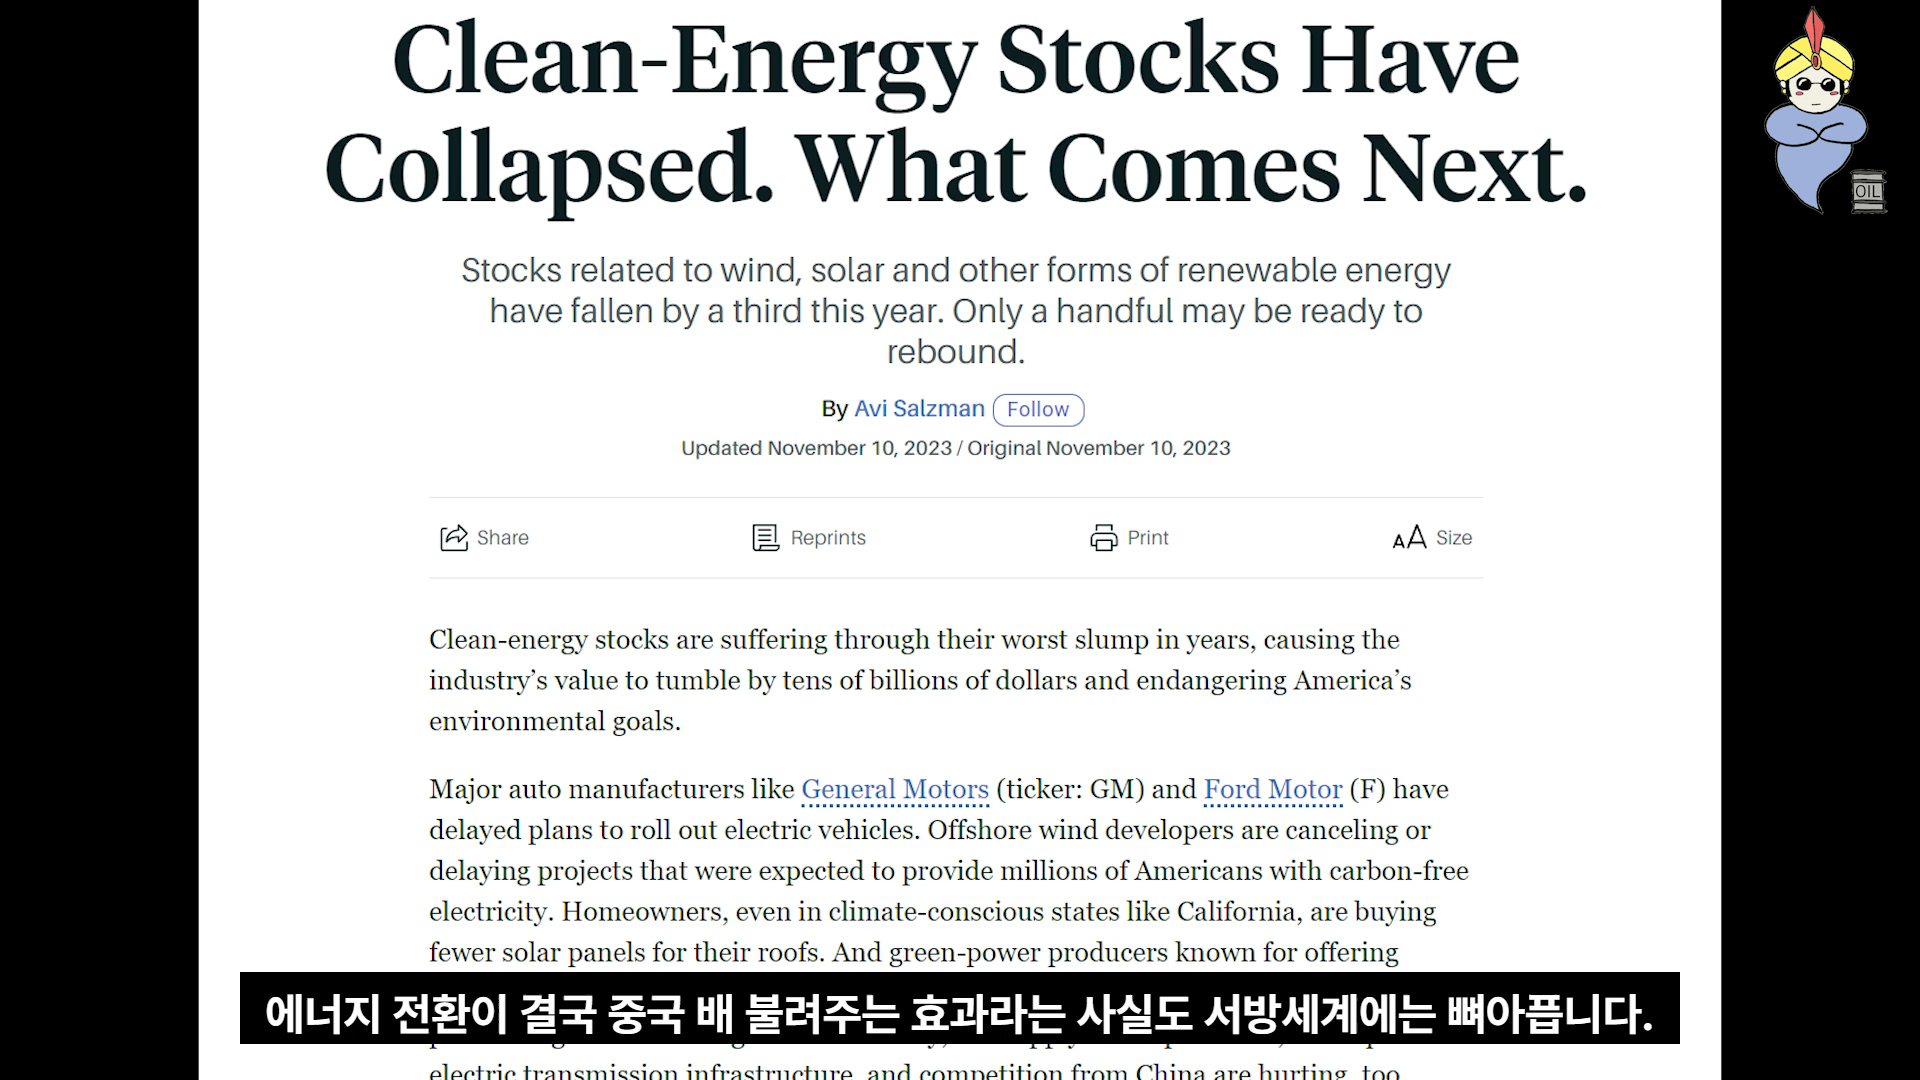 Clean-Energy Stocks Have
Collapsed. What Comes Next.
OIL
Stocks related to wind, solar and other forms of renewable energy
have fallen by a third this year. Only a handful may be ready to
rebound.
By Avi Salzman Follow
Updated November 10, 2023 / Original November 10, 2023
Share Reprints Print AA Size
Clean-energy stocks are suffering through their worst slump in years, causing the
industry’s value to tumble by tens of billions of dollars and endangering America’s
environmental goals.
Major auto manufacturers like General Motors (ticker: GM) and Ford Motor (F) have
delayed plans to roll out electric vehicles. Offshore wind developers are canceling or
delaying projects that were expected to provide millions of Americans with carbon-free
electricity. Homeowners, even in climate-conscious states like California, are buying
fewer solar panels for their roofs. And green-power producers known for offering
에너지 전환이 결국 중국 배 불려주는 효과라는 사실도 서방세계에는 뼈아픕니다.
electric transmission infrastructure, and competition from China are hurting, too.